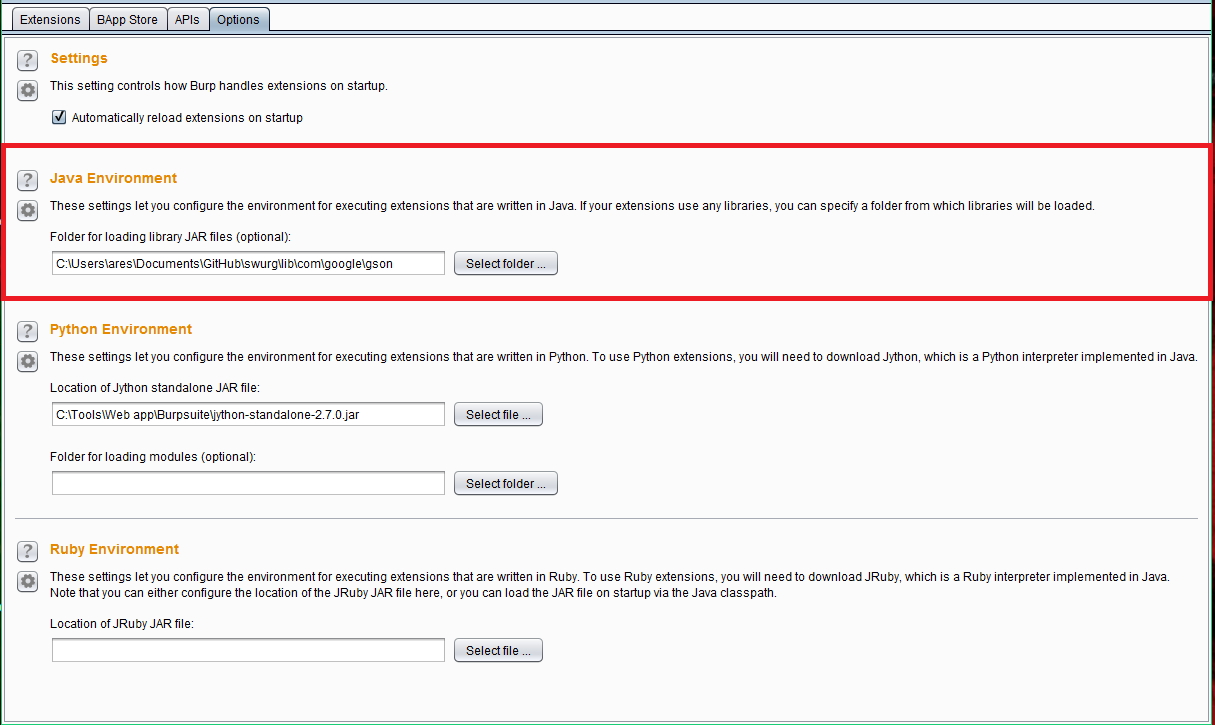 Extensions BApp Store APIs Options
? Settings
This setting controls how Burp handles extensions on startup.
Automatically reload extensions on startup
? Java Environment
These settings let you configure the environment for executing extensions that are written in Java. If your extensions use any libraries, you can specify a folder from which libraries will be loaded.
Folder for loading library JAR files (optional):
C:\Users\ares\Documents\GitHub\swurg\lib\com\google\gson Select folder ...
? Python Environment
These settings let you configure the environment for executing extensions that are written in Python. To use Python extensions, you will need to download Jython, which is a Python interpreter implemented in Java.
Location of Jython standalone JAR file:
C:\Tools\Web app\Burpsuite\jython-standalone-2.7.0.jar Select file ...
Folder for loading modules (optional):
Select folder ...
? Ruby Environment
These settings let you configure the environment for executing extensions that are written in Ruby. To use Ruby extensions, you will need to download JRuby, which is a Ruby interpreter implemented in Java.
Note that you can either configure the location of the JRuby JAR file here, or you can load the JAR file on startup via the Java classpath.
Location of JRuby JAR file:
Select file ...